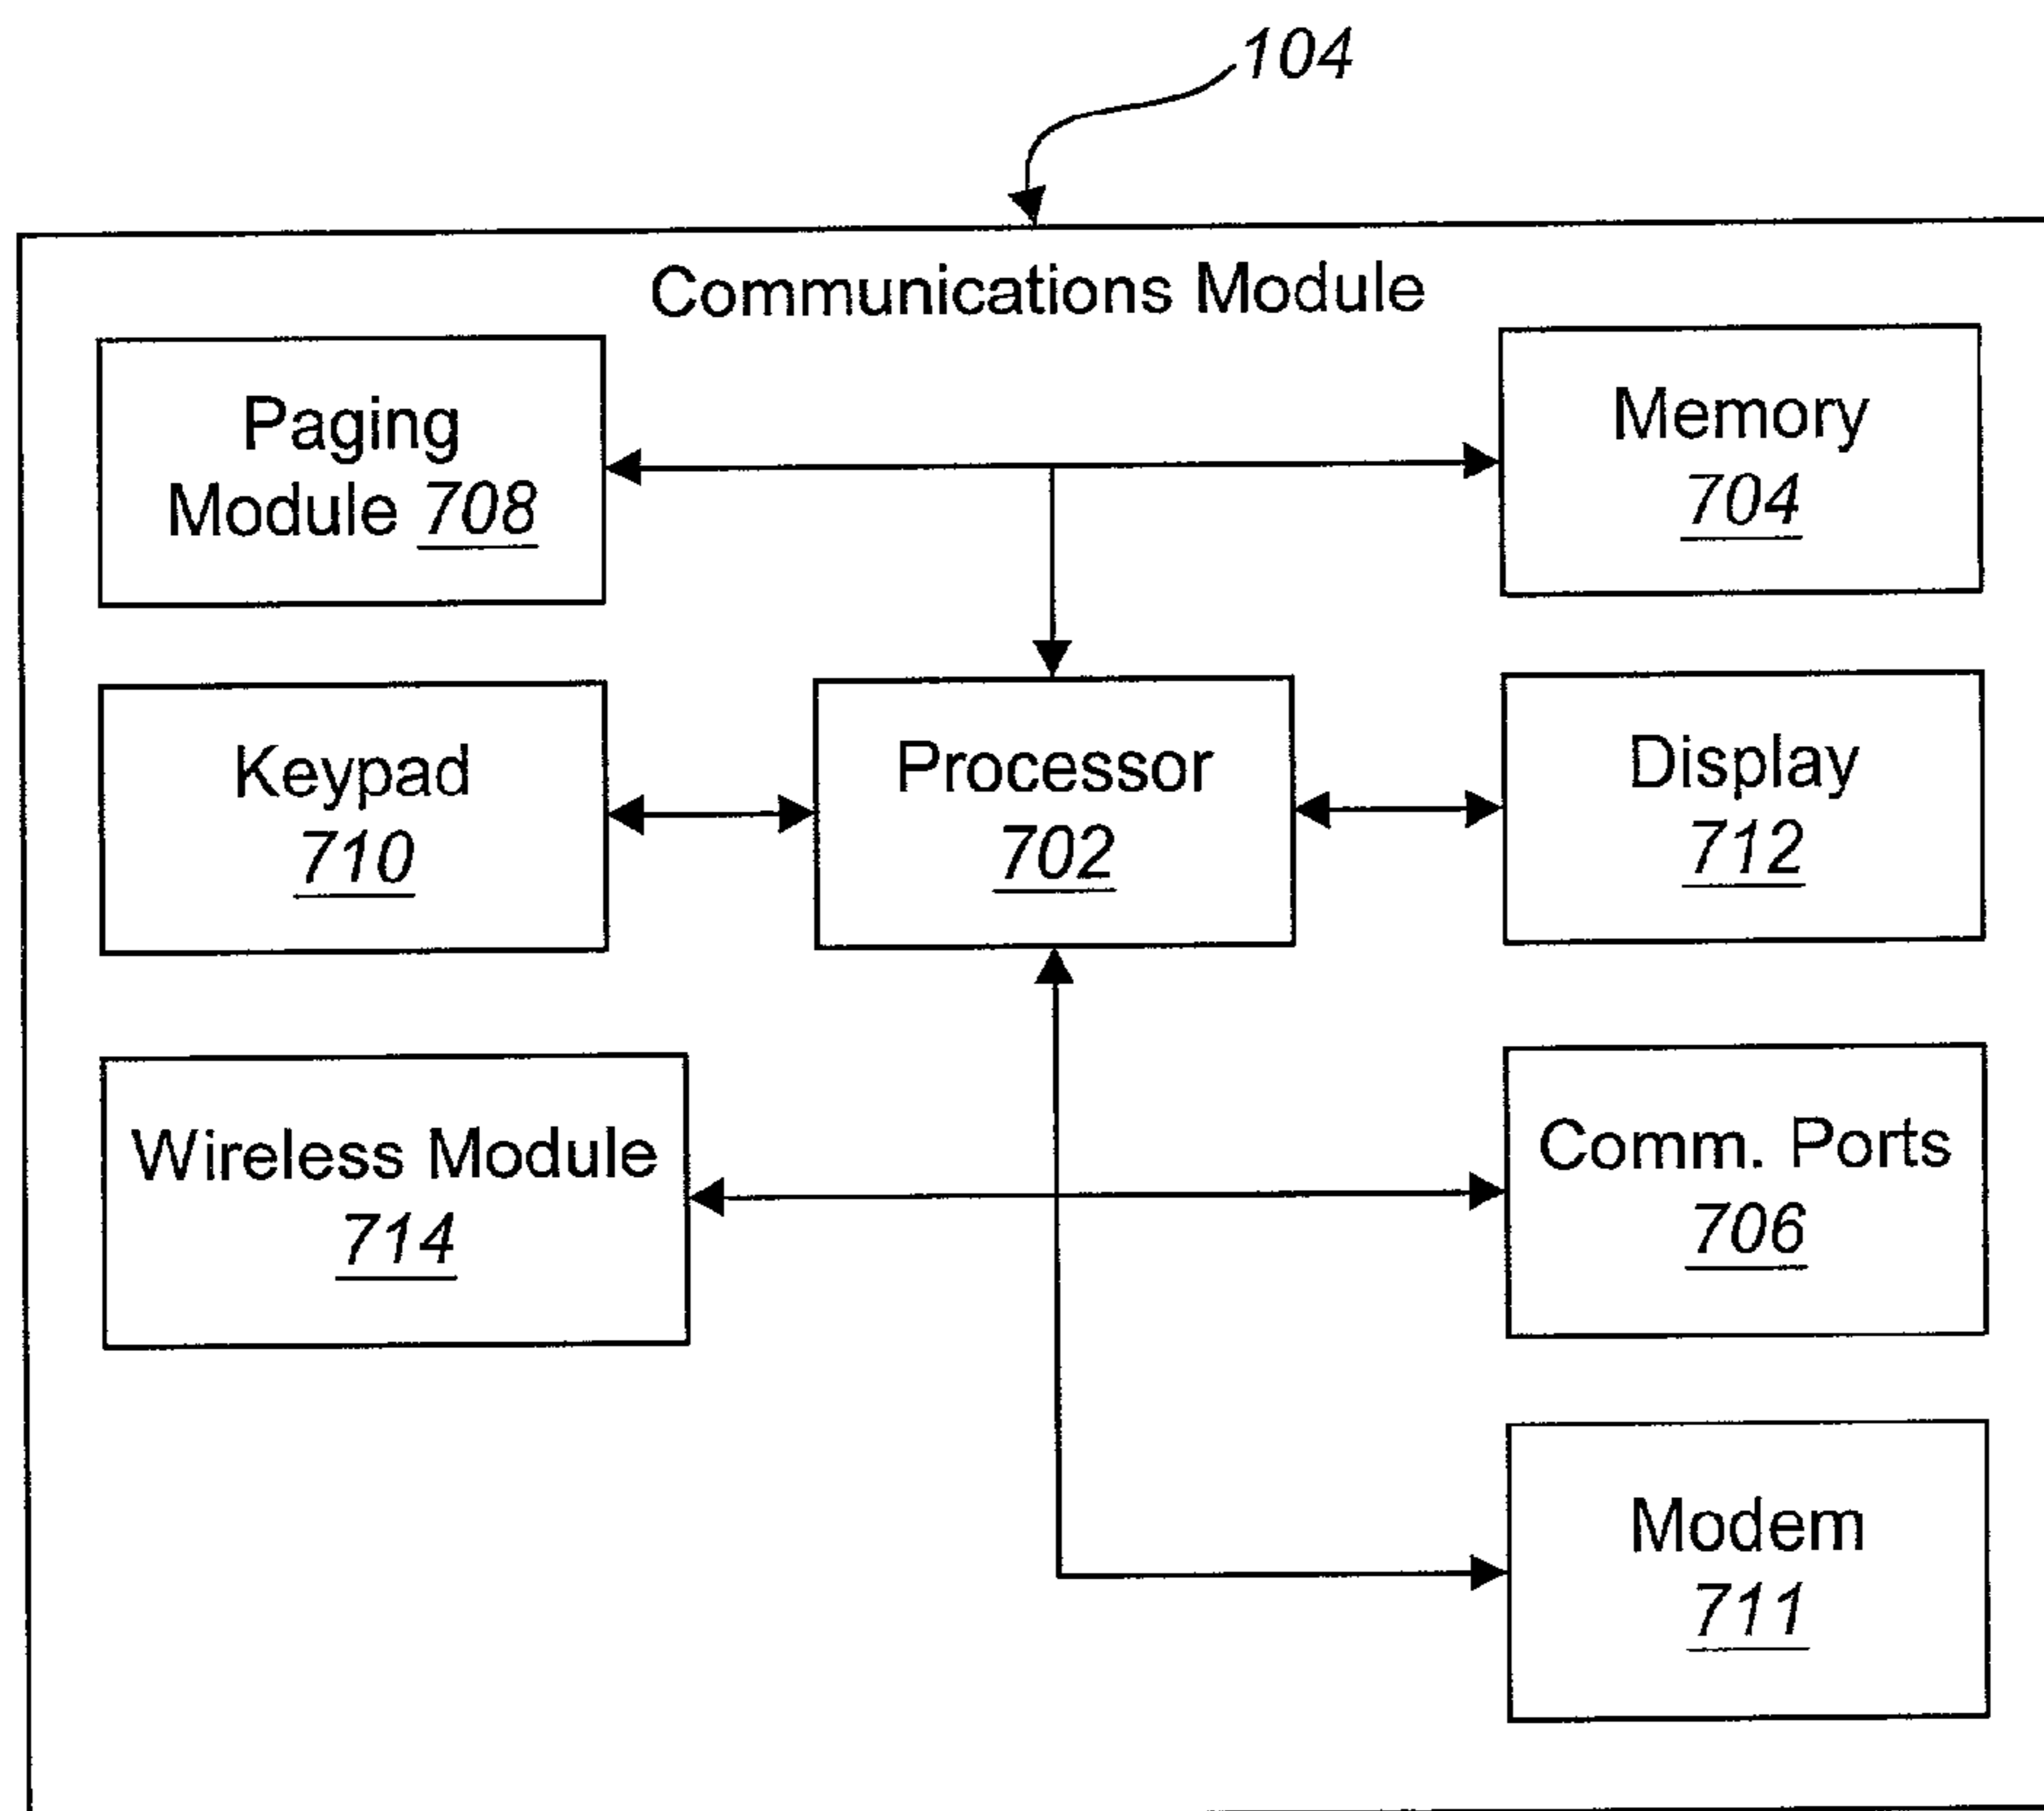 104
Communications Module
Paging
Module 708
Memory
704
Keypad
710
Processor
702
Display
712
Wireless Module
714
Comm. Ports
706
Modem
711